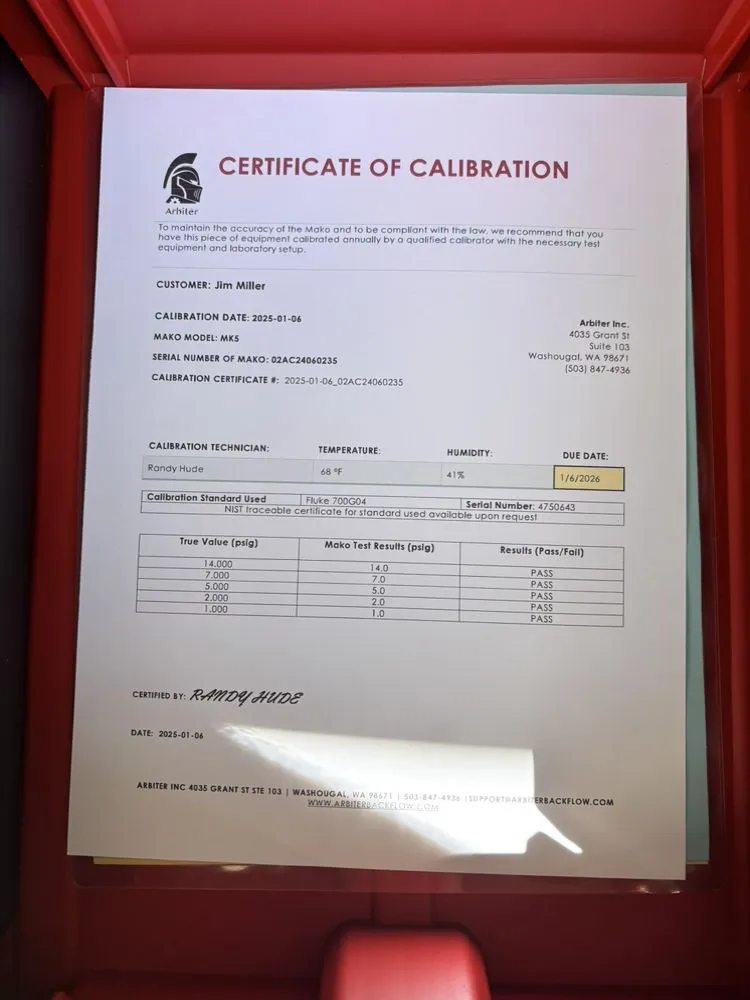 CERTIFICATE OF CALIBRATION
Arbiter
To maintain the accuracy of the Mako and to be compliant with the law, we recommend that you
have this piece of equipment calibrated annually by a qualified calibrator with the necessary test
equipment and laboratory setup.
CUSTOMER: Jim Miller
CALIBRATION DATE: 2025-01-06
MAKO MODEL: MK5
SERIAL NUMBER OF MAKO: 02AC24060235
CALIBRATION CERTIFICATE #: 2025-01-06_02AC24060235
Arbiter Inc.
4035 Grant St
Suite 103
Washougal, WA 98671
(503) 847-4936
CALIBRATION TECHNICIAN: TEMPERATURE: HUMIDITY: DUE DATE:
Randy Hude 68 °F 41% 1/6/2026
Calibration Standard Used Fluke 700G04 Serial Number: 4750643
NIST traceable certificate for standard used available upon request
True Value (psig) Mako Test Results (psig) Results (Pass/Fail)
14.000 14.0 PASS
7.000 7.0 PASS
5.000 5.0 PASS
2.000 2.0 PASS
1.000 1.0 PASS
CERTIFIED BY: RANDY HUDE
DATE: 2025-01-06
ARBITER INC 4035 GRANT ST STE 103 | WASHOUGAL, WA 98671 | 503-847-4936 |SUPPORT@ARBITERBACKFLOW.COM
WWW.ARBITERBACKFLOW.COM